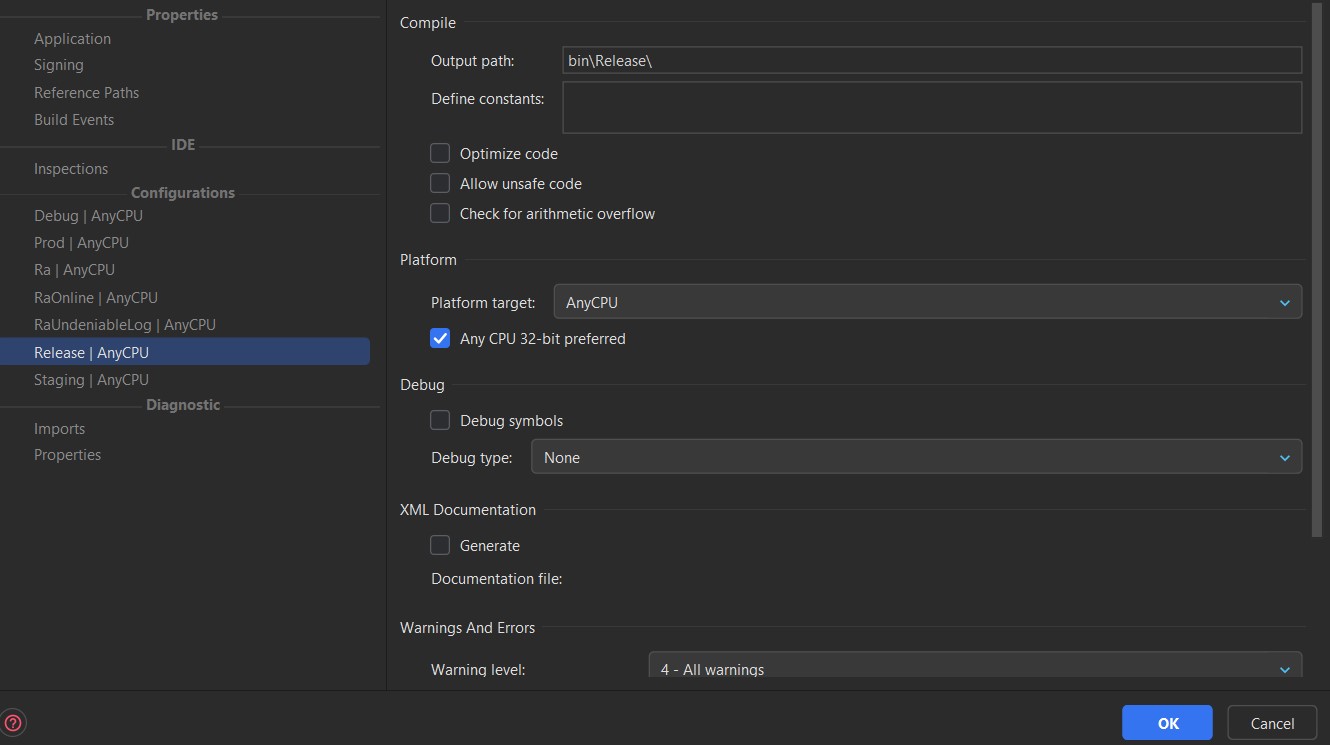 Properties
Application
Signing
Reference Paths
Build Events
IDE
Inspections
Configurations
Debug | AnyCPU
Prod | AnyCPU
Ra | AnyCPU
RaOnline | AnyCPU
RaUndeniableLog | AnyCPU
Release | AnyCPU
Staging | AnyCPU
Diagnostic
Imports
Properties
Compile
Output path: bin\Release\
Define constants:
Optimize code
Allow unsafe code
Check for arithmetic overflow
Platform
Platform target: AnyCPU
Any CPU 32-bit preferred
Debug
Debug symbols
Debug type: None
XML Documentation
Generate
Documentation file:
Warnings And Errors
Warning level: 4 - All warnings
?
OK Cancel